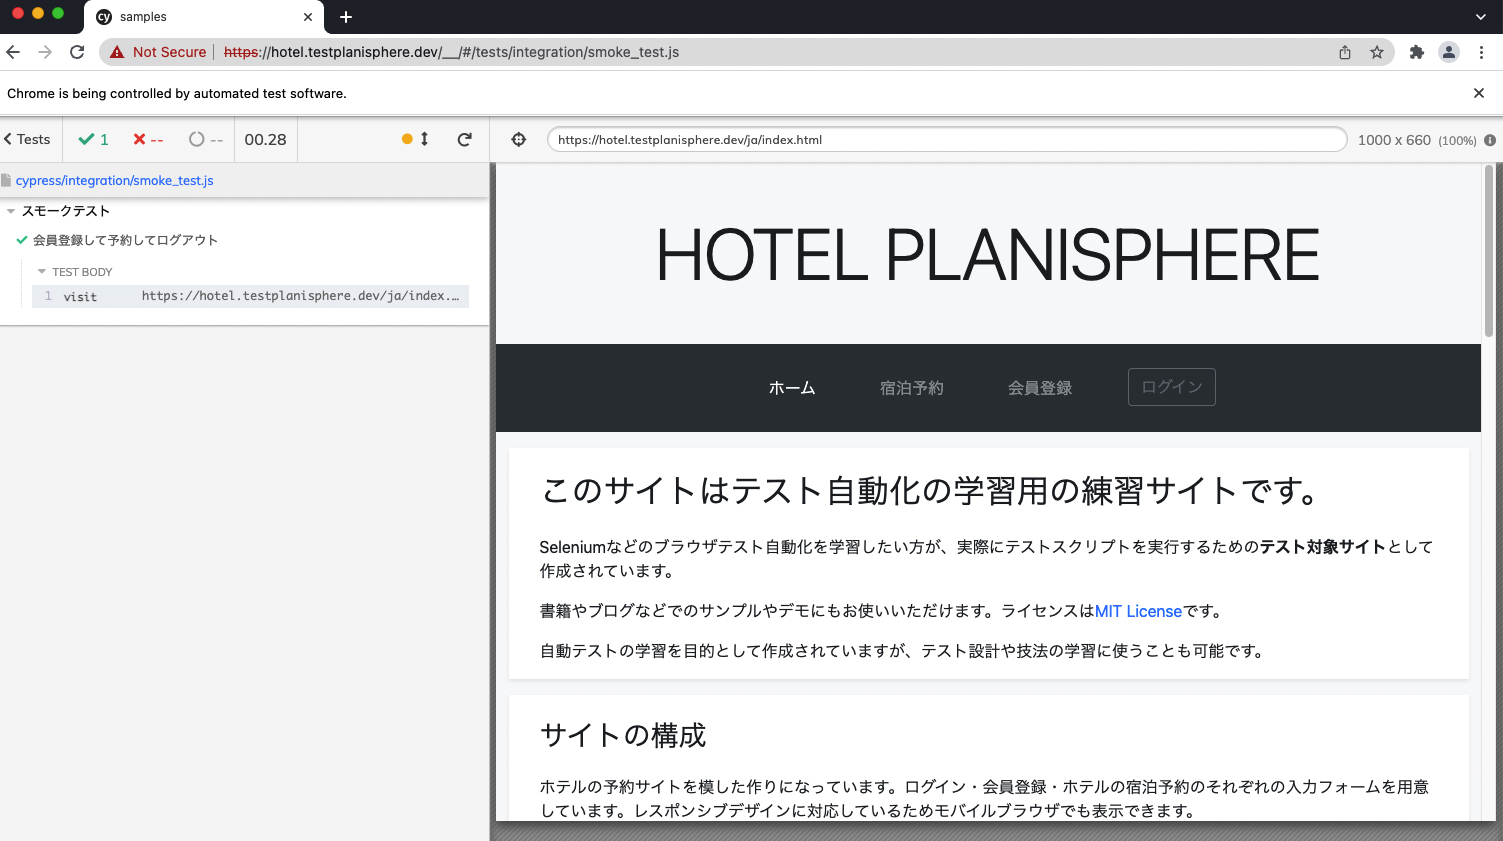 samples
Not Secure https://hotel.testplanisphere.dev/__/#/tests/integration/smoke_test.js
Chrome is being controlled by automated test software.
Tests 1 -- -- 00.28
https://hotel.testplanisphere.dev/ja/index.html 1000 x 660 (100%)
cypress/integration/smoke_test.js
スモークテスト
会員登録して予約してログアウト
TEST BODY
1 visit https://hotel.testplanisphere.dev/ja/index.…
HOTEL PLANISPHERE
ホーム 宿泊予約 会員登録 ログイン
このサイトはテスト自動化の学習用の練習サイトです。
Seleniumなどのブラウザテスト自動化を学習したい方が、実際にテストスクリプトを実行するためのテスト対象サイトとして
作成されています。
書籍やブログなどでのサンプルやデモにもお使いいただけます。ライセンスはMIT Licenseです。
自動テストの学習を目的として作成されていますが、テスト設計や技法の学習に使うことも可能です。
サイトの構成
ホテルの予約サイトを模した作りになっています。ログイン・会員登録・ホテルの宿泊予約のそれぞれの入力フォームを用意
しています。レスポンシブデザインに対応しているためモバイルブラウザでも表示できます。